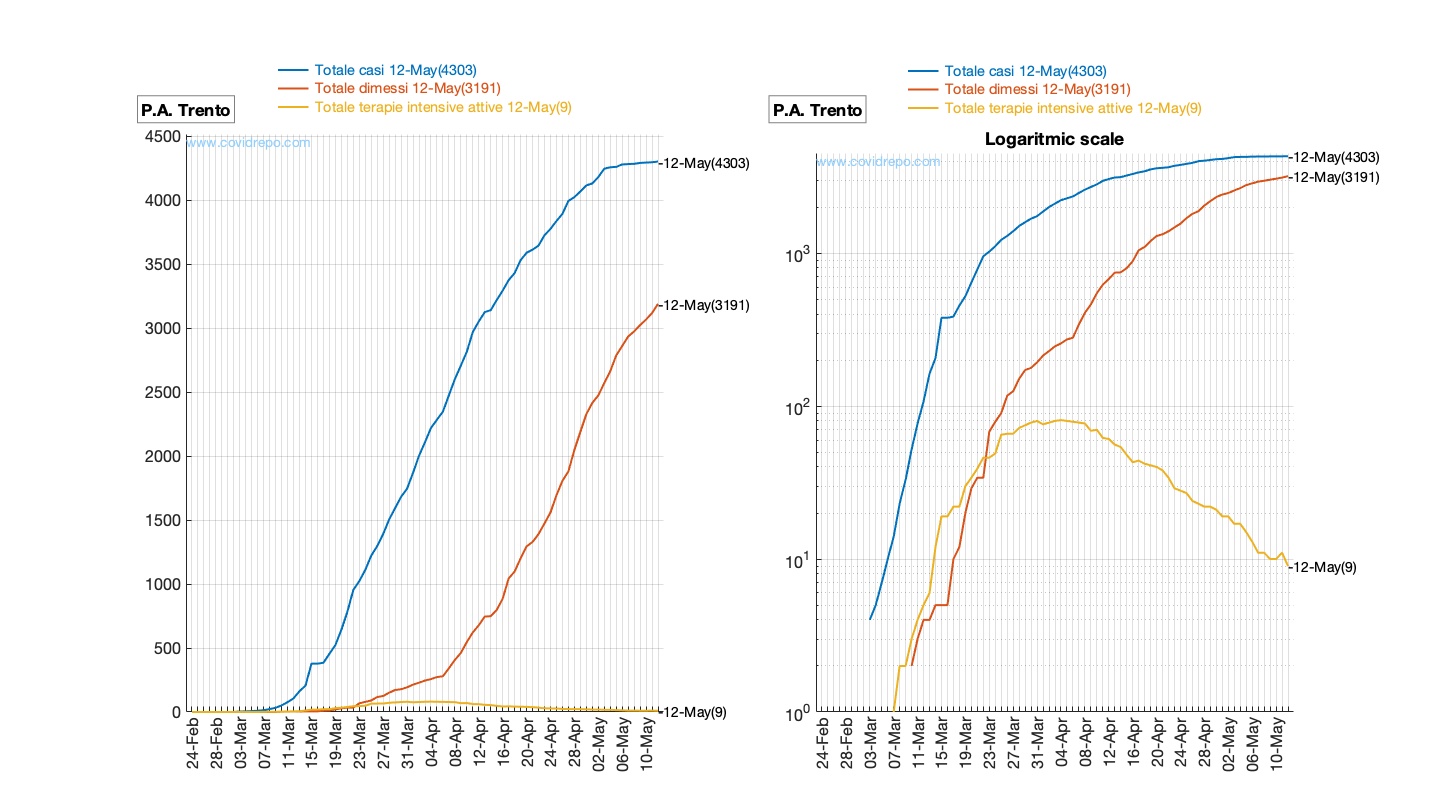 Totale casi 12-May(4303)
Totale dimessi 12-May(3191)
Totale terapie intensive attive 12-May(9)
P.A. Trento
www.covidrepo.com
4500
4000
3500
3000
2500
2000
1500
1000
500
0
12-May(4303)
12-May(3191)
12-May(9)
24-Feb
28-Feb
03-Mar
07-Mar
11-Mar
15-Mar
19-Mar
23-Mar
27-Mar
31-Mar
04-Apr
08-Apr
12-Apr
16-Apr
20-Apr
24-Apr
28-Apr
02-May
06-May
10-May
Totale casi 12-May(4303)
Totale dimessi 12-May(3191)
Totale terapie intensive attive 12-May(9)
P.A. Trento
Logaritmic scale
www.covidrepo.com
10^3
10^2
10^1
10^0
12-May(4303)
12-May(3191)
12-May(9)
24-Feb
28-Feb
03-Mar
07-Mar
11-Mar
15-Mar
19-Mar
23-Mar
27-Mar
31-Mar
04-Apr
08-Apr
12-Apr
16-Apr
20-Apr
24-Apr
28-Apr
02-May
06-May
10-May